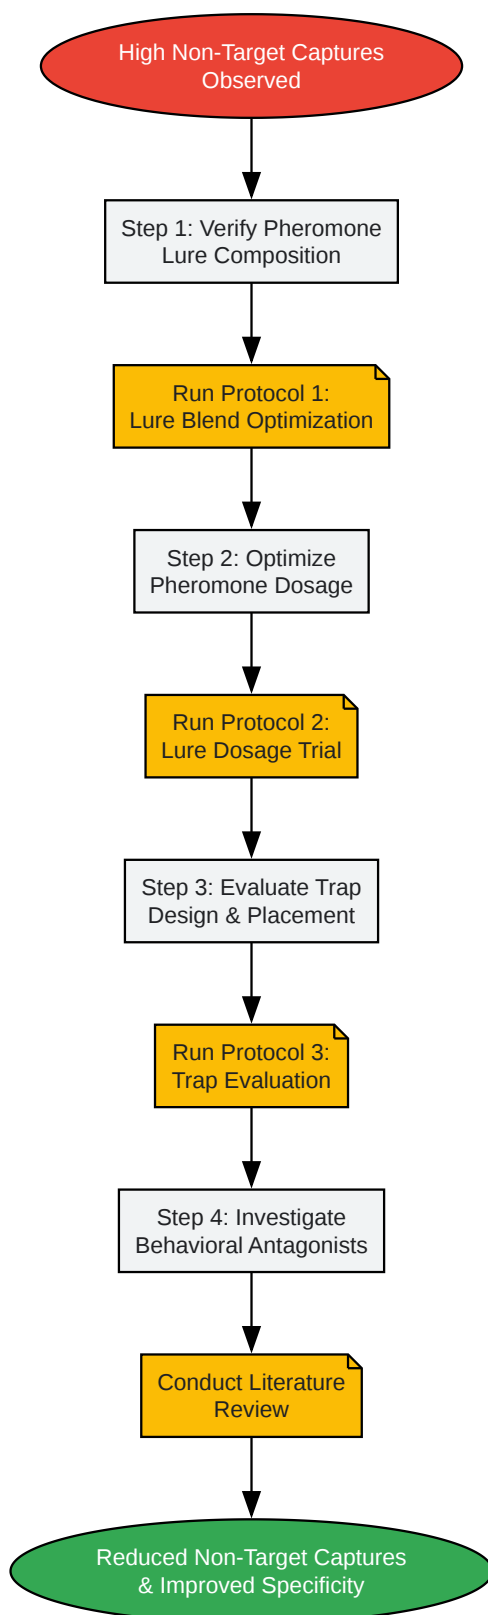 High Non-Target Captures
Observed
Step 1: Verify Pheromone
Lure Composition
Run Protocol 1:
Lure Blend Optimization
Step 2: Optimize
Pheromone Dosage
Run Protocol 2:
Lure Dosage Trial
Step 3: Evaluate Trap
Design & Placement
Run Protocol 3:
Trap Evaluation
Step 4: Investigate
Behavioral Antagonists
Conduct Literature
Review
Reduced Non-Target Captures
& Improved Specificity